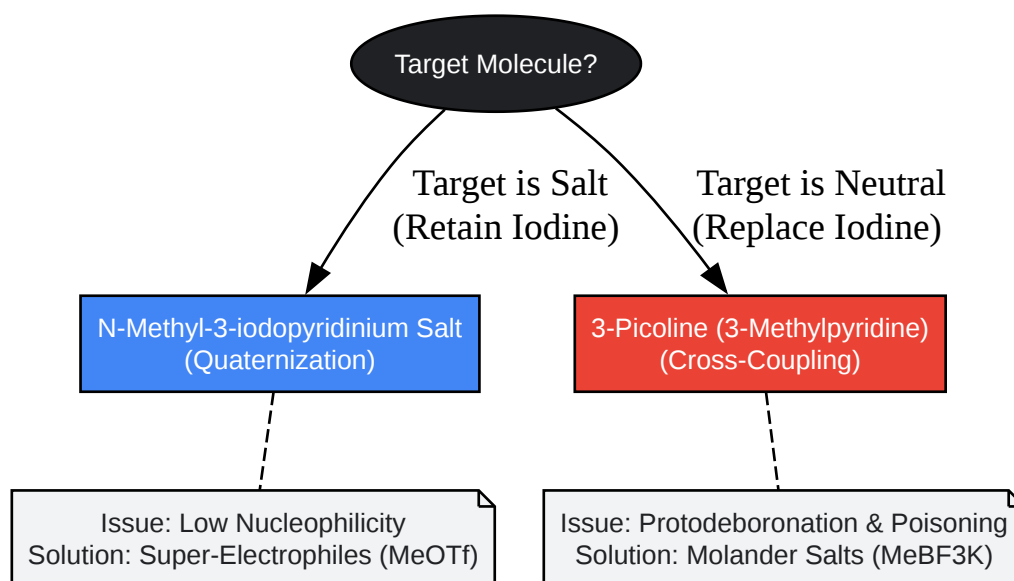 Target Molecule?
Target is Salt
(Retain Iodine)
Target is Neutral
(Replace Iodine)
N-Methyl-3-iodopyridinium Salt
(Quaternization)
3-Picoline (3-Methylpyridine)
(Cross-Coupling)
Issue: Low Nucleophilicity
Solution: Super-Electrophiles (MeOTf)
Issue: Protodeboronation & Poisoning
Solution: Molander Salts (MeBF3K)